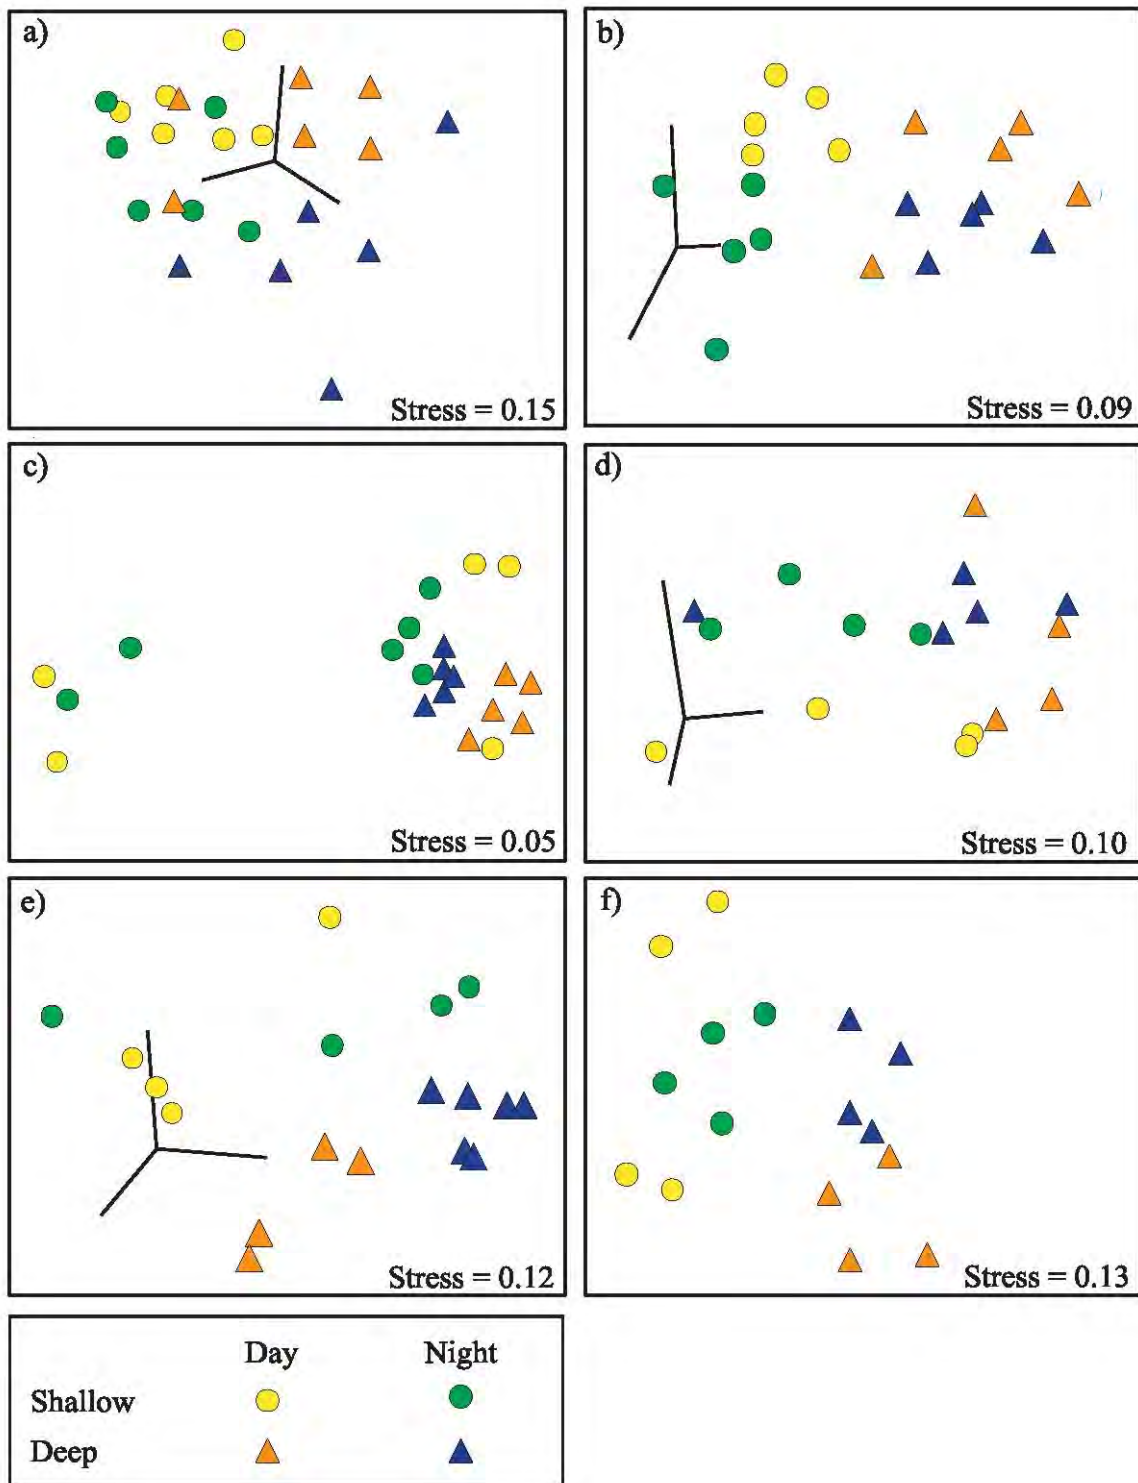 a)
Stress = 0.15
b)
Stress = 0.09
c)
Stress = 0.05
d)
Stress = 0.10
e)
Stress = 0.12
f)
Stress = 0.13
Day Night
Shallow
Deep